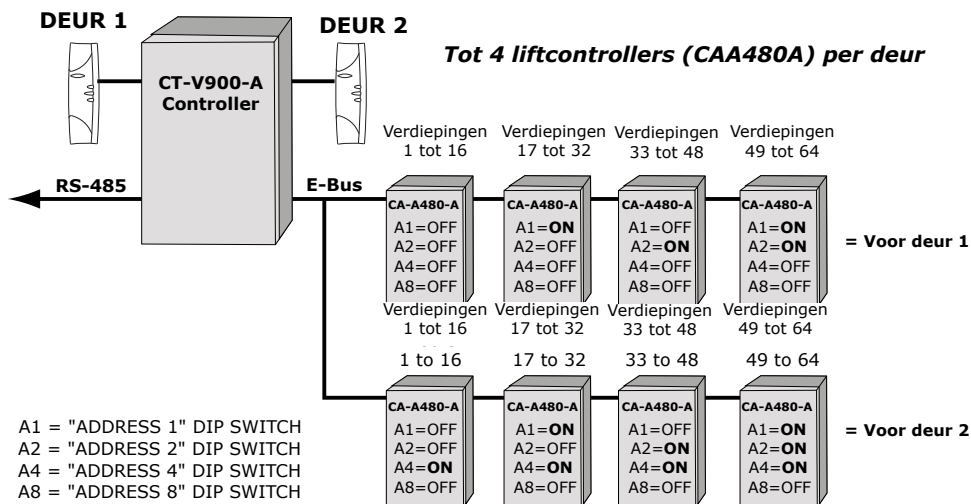 DEUR 1
DEUR 2
Tot 4 liftcontrollers (CAA480A) per deur
CT-V900-A
Controller
RS-485
E-Bus
Verdiepingen
1 tot 16
Verdiepingen
17 tot 32
Verdiepingen
33 tot 48
Verdiepingen
49 tot 64
CA-A480-A
A1=OFF
A2=OFF
A4=OFF
A8=OFF
CA-A480-A
A1=ON
A2=OFF
A4=OFF
A8=OFF
CA-A480-A
A1=OFF
A2=ON
A4=OFF
A8=OFF
CA-A480-A
A1=ON
A2=ON
A4=OFF
A8=OFF
= Voor deur 1
Verdiepingen
1 tot 16
Verdiepingen
17 tot 32
Verdiepingen
33 tot 48
Verdiepingen
49 tot 64
1 to 16
17 to 32
33 to 48
49 to 64
CA-A480-A
A1=OFF
A2=OFF
A4=ON
A8=OFF
CA-A480-A
A1=ON
A2=OFF
A4=ON
A8=OFF
CA-A480-A
A1=OFF
A2=ON
A4=ON
A8=OFF
CA-A480-A
A1=ON
A2=ON
A4=ON
A8=OFF
= Voor deur 2
A1 = "ADDRESS 1" DIP SWITCH
A2 = "ADDRESS 2" DIP SWITCH
A4 = "ADDRESS 4" DIP SWITCH
A8 = "ADDRESS 8" DIP SWITCH